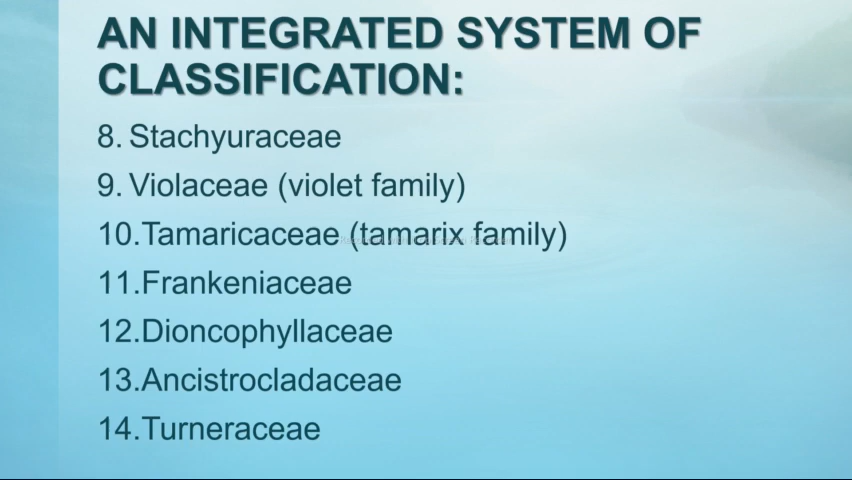 AN INTEGRATED SYSTEM OF
CLASSIFICATION:
8. Stachyuraceae
9. Violaceae (violet family)
10.Tamaricaceae (tamarix family)
11.Frankeniaceae
12.Dioncophyllaceae
13.Ancistrocladaceae
14.Turneraceae